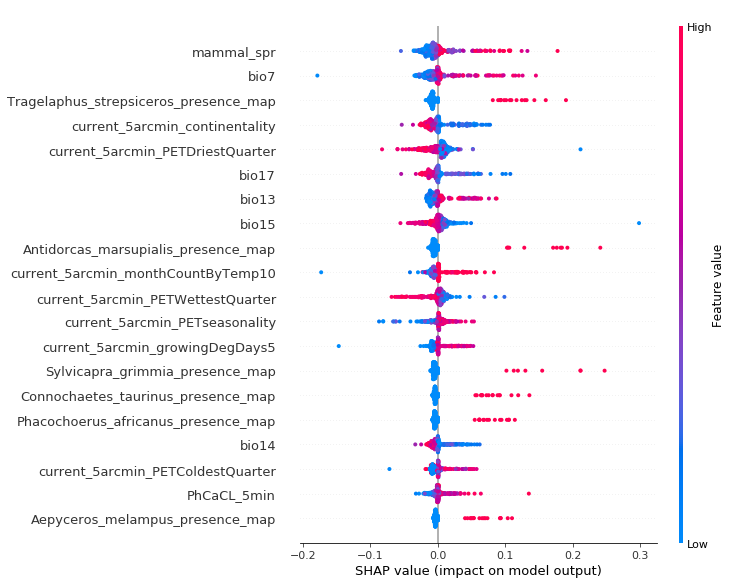 High
mammal_spr
bio7
Tragelaphus_strepsiceros_presence_map
current_5arcmin_continentality
current_5arcmin_PETDriestQuarter
bio17
bio13
bio15
Antidorcas_marsupialis_presence_map
current_5arcmin_monthCountByTemp10
current_5arcmin_PETWettestQuarter
current_5arcmin_PETseasonality
current_5arcmin_growingDegDays5
Sylvicapra_grimmia_presence_map
Connochaetes_taurinus_presence_map
Phacochoerus_africanus_presence_map
bio14
current_5arcmin_PETColdestQuarter
PhCaCL_5min
Aepyceros_melampus_presence_map
Feature value
Low
−0.2 −0.1 0.0 0.1 0.2 0.3
SHAP value (impact on model output)